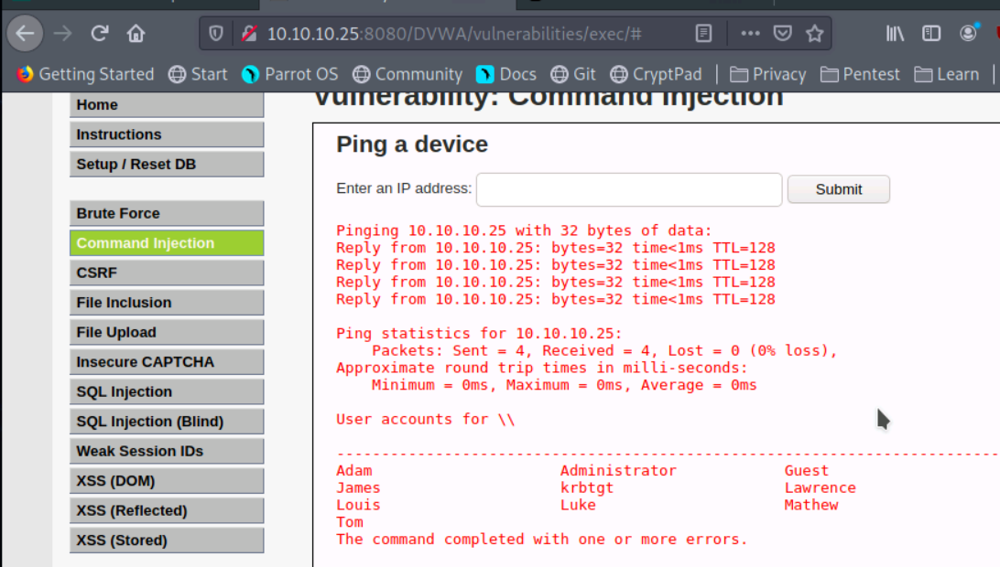 10.10.10.25:8080/DVWA/vulnerabilities/exec/#
Getting Started Start Parrot OS Community Docs Git CryptPad Privacy Pentest Learn
Home
Instructions
Setup / Reset DB
Brute Force
Command Injection
CSRF
File Inclusion
File Upload
Insecure CAPTCHA
SQL Injection
SQL Injection (Blind)
Weak Session IDs
XSS (DOM)
XSS (Reflected)
XSS (Stored)
Vulnerability: Command Injection
Ping a device
Enter an IP address: Submit
Pinging 10.10.10.25 with 32 bytes of data:
Reply from 10.10.10.25: bytes=32 time<1ms TTL=128
Reply from 10.10.10.25: bytes=32 time<1ms TTL=128
Reply from 10.10.10.25: bytes=32 time<1ms TTL=128
Reply from 10.10.10.25: bytes=32 time<1ms TTL=128
Ping statistics for 10.10.10.25:
Packets: Sent = 4, Received = 4, Lost = 0 (0% loss),
Approximate round trip times in milli-seconds:
Minimum = 0ms, Maximum = 0ms, Average = 0ms
User accounts for \\
-------------------------------------------------------------------------------
Adam Administrator Guest
James krbtgt Lawrence
Louis Luke Mathew
Tom
The command completed with one or more errors.